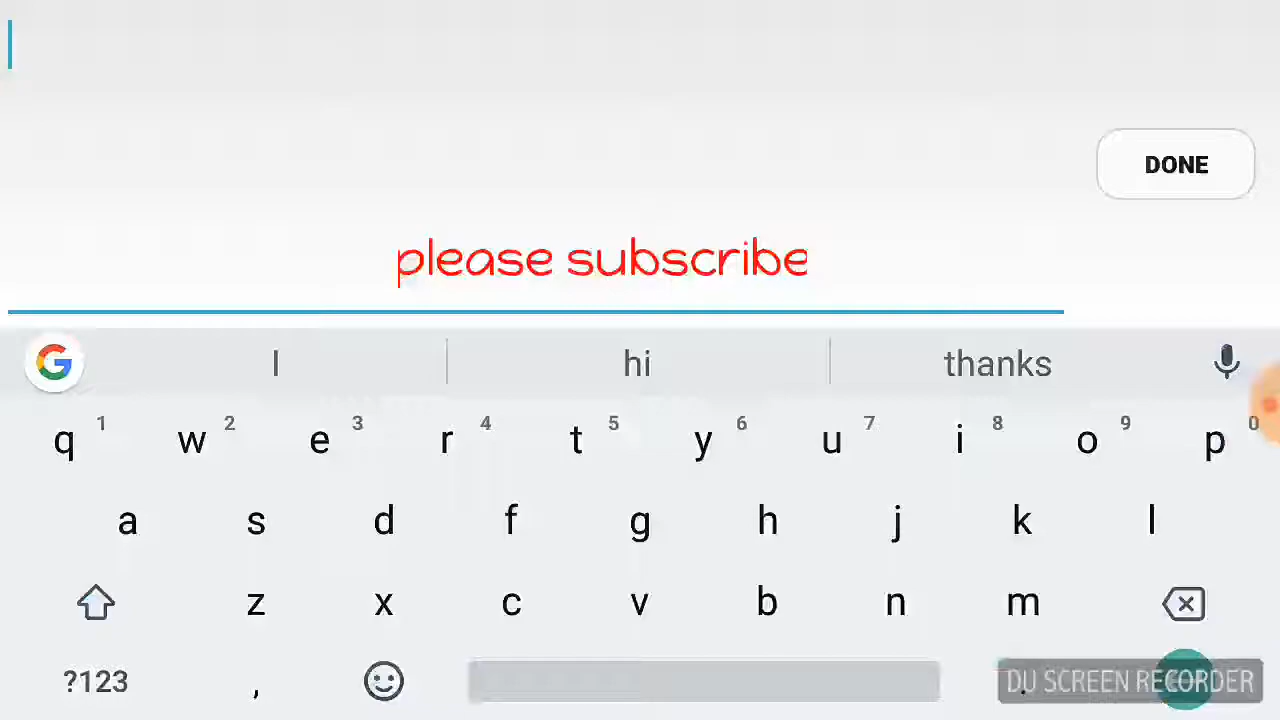 DONE
please subscribe
I hi thanks
q 1 w 2 e 3 r 4 t 5 y 6 u 7 i 8 o 9 p 0
a s d f g h j k l
z x c v b n m
?123 , . DU SCREEN RECORDER